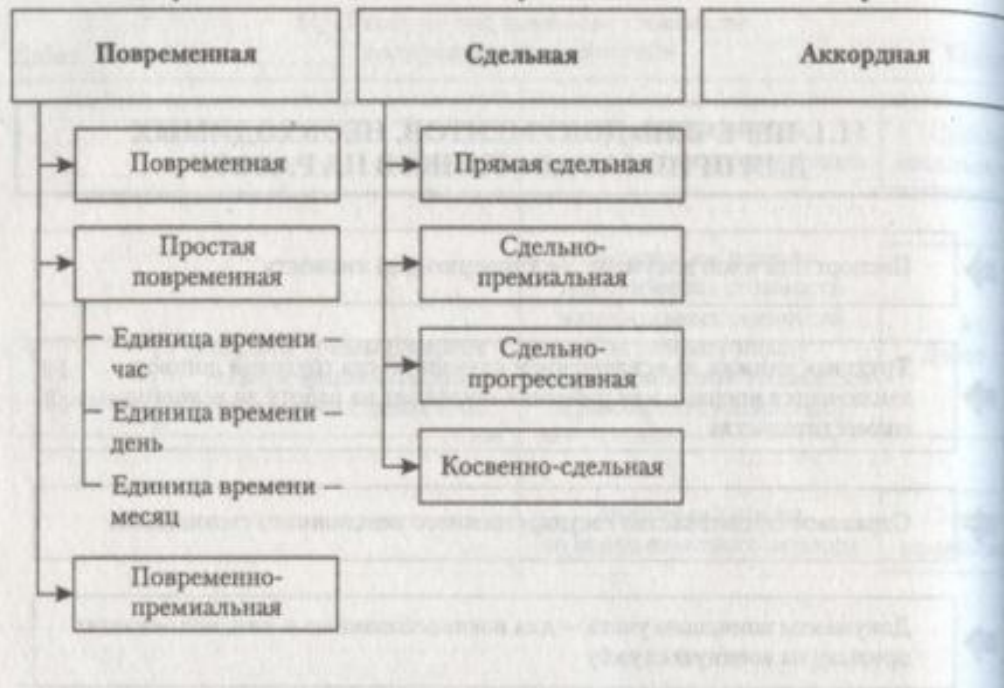 Повременная
Сдельная
Аккордная
Повременная
Простая
повременная
Единица времени –
час
Единица времени –
день
Единица времени –
месяц
Повременно-
премиальная
Прямая сдельная
Сдельно-
премиальная
Сдельно-
прогрессивная
Косвенно-сдельная